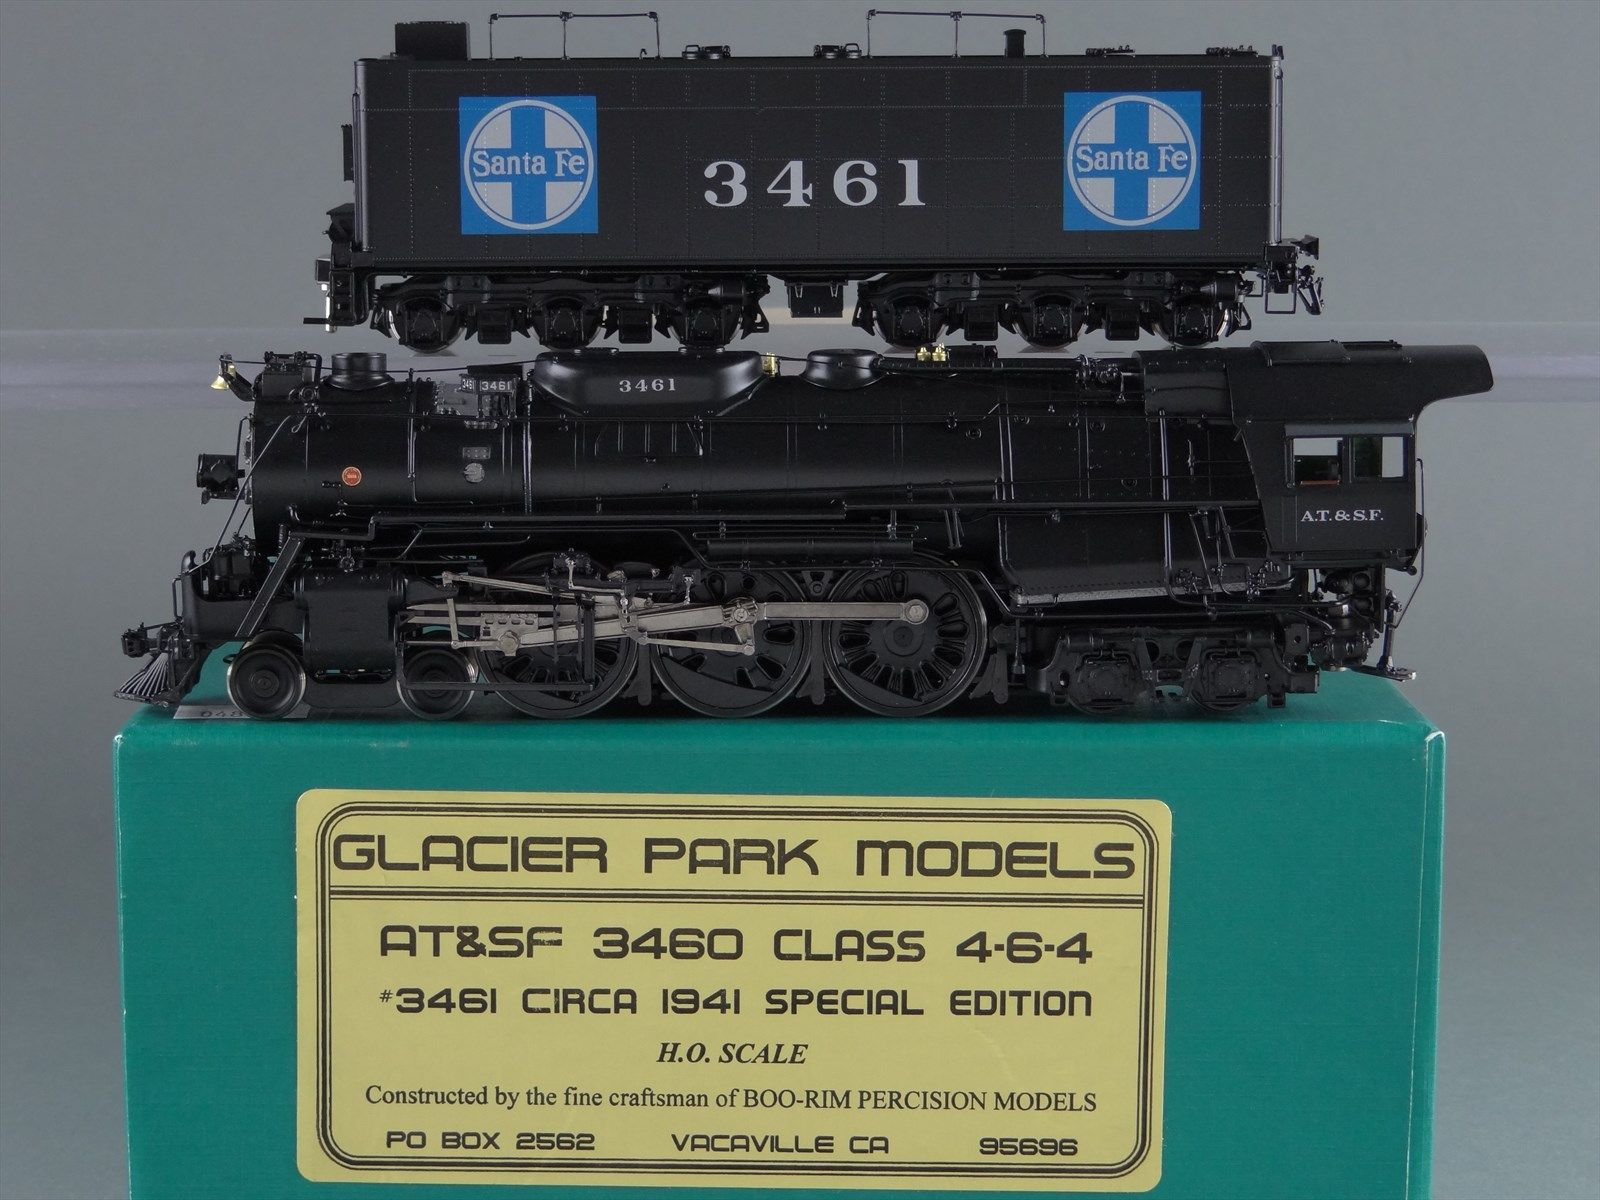 Santa Fe
3461
Santa Fe
3461
3461
3461
A.T.&S.F.
GLACIER PARK MODELS
AT&SF 3460 CLASS 4-6-4
#3461 CIRCA 1941 SPECIAL EDITION
H.O. SCALE
Constructed by the fine craftsman of BOO-RIM PERCISION MODELS
PO BOX 2562 VACAVILLE CA 95696